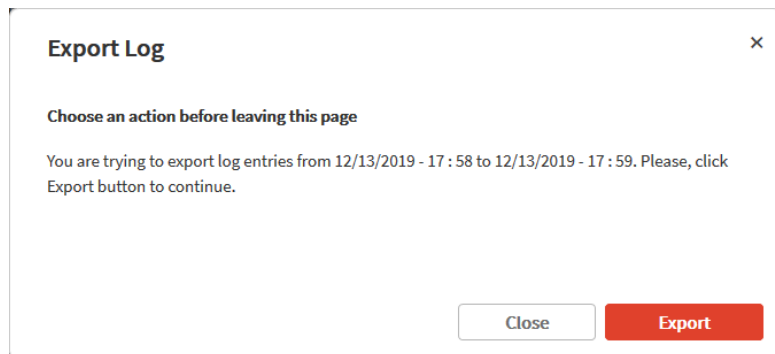 Export Log
×
Choose an action before leaving this page
You are trying to export log entries from 12/13/2019 - 17 : 58 to 12/13/2019 - 17 : 59. Please, click
Export button to continue.
Close
Export